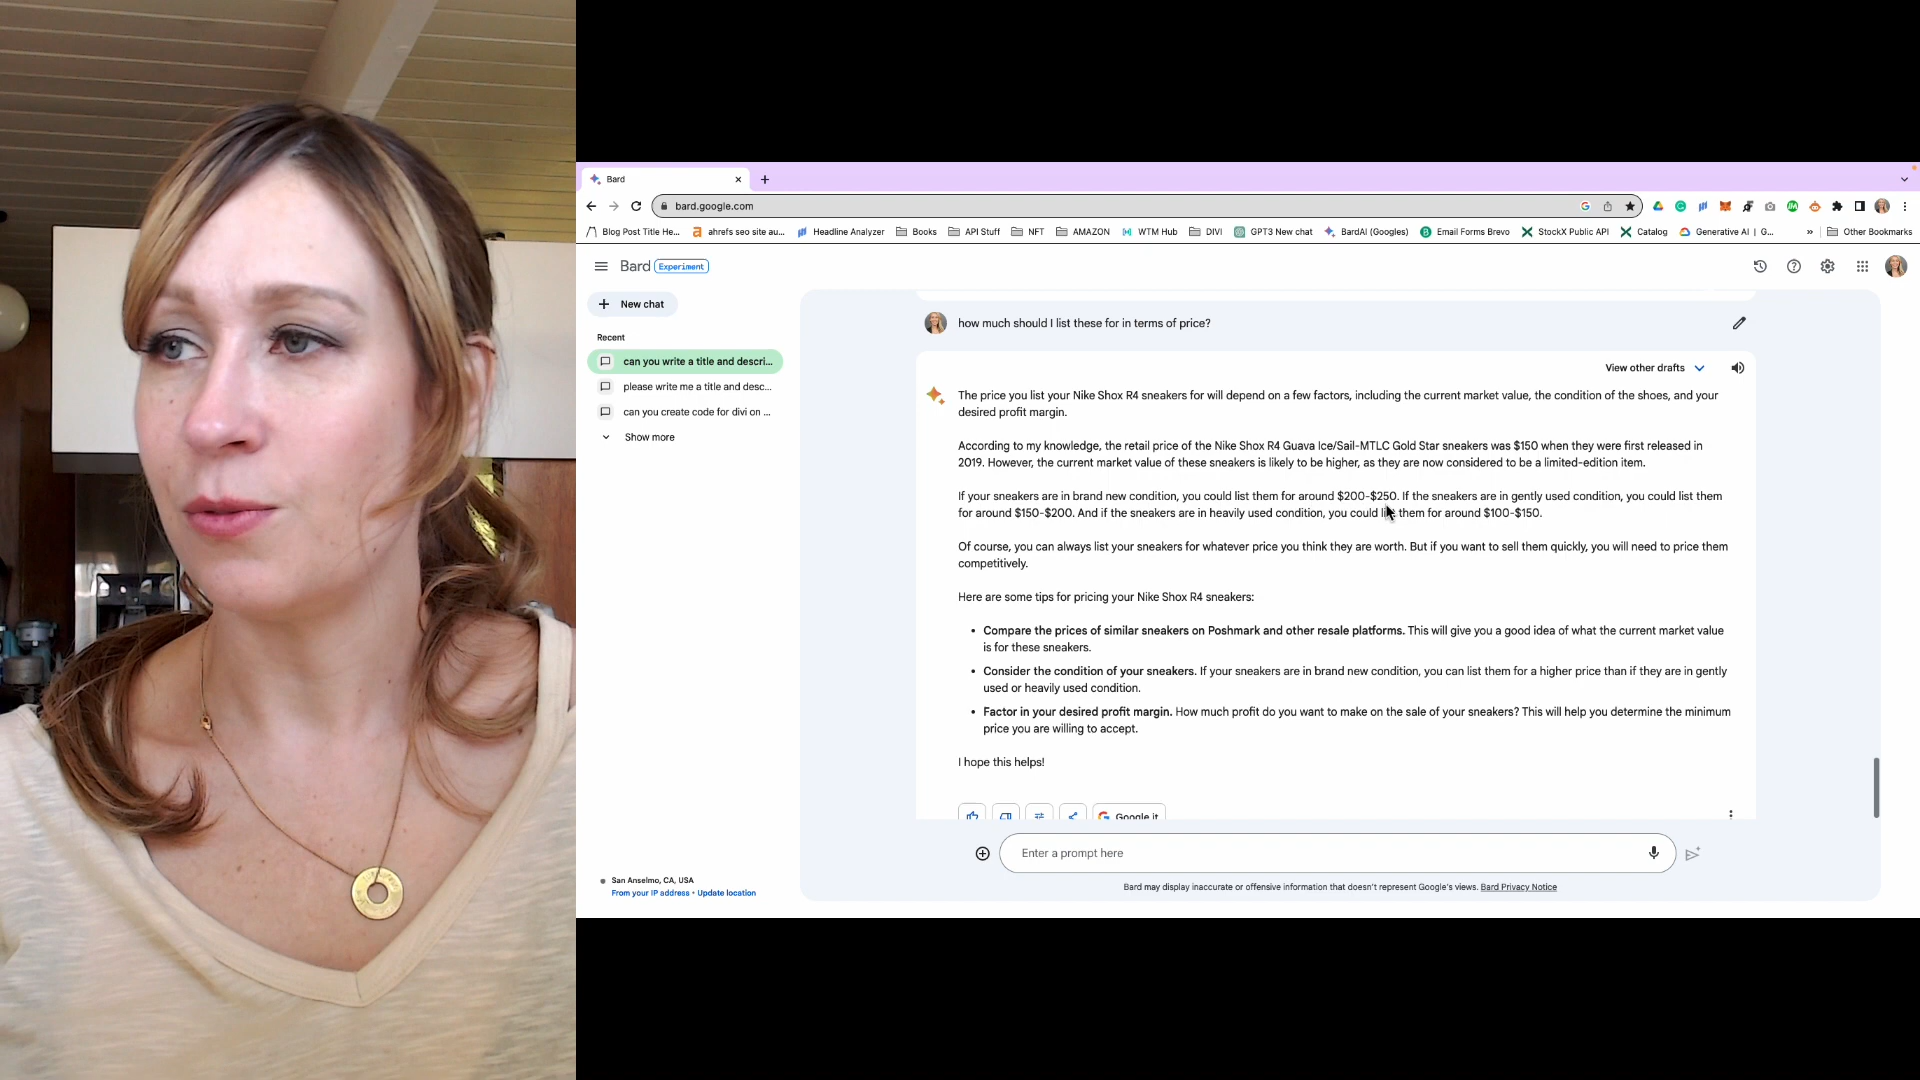 Bard
bard.google.com
Blog Post Title He...
ahrefs seo site au...
Headline Analyzer
Books
API Stuff
NFT
AMAZON
WTM Hub
DIVI
GPT3 New chat
BardAI (Googles)
Email Forms Brevo
StockX Public API
Catalog
Generative AI | G...
»
Other Bookmarks
Bard Experiment
New chat
Recent
can you write a title and descri...
please write me a title and desc...
can you create code for divi on ...
Show more
San Anselmo, CA, USA
From your IP address • Update location
how much should I list these for in terms of price?
View other drafts
The price you list your Nike Shox R4 sneakers for will depend on a few factors, including the current market value, the condition of the shoes, and your
desired profit margin.
According to my knowledge, the retail price of the Nike Shox R4 Guava Ice/Sail-MTLC Gold Star sneakers was $150 when they were first released in
2019. However, the current market value of these sneakers is likely to be higher, as they are now considered to be a limited-edition item.
If your sneakers are in brand new condition, you could list them for around $200-$250. If the sneakers are in gently used condition, you could list them
for around $150-$200. And if the sneakers are in heavily used condition, you could list them for around $100-$150.
Of course, you can always list your sneakers for whatever price you think they are worth. But if you want to sell them quickly, you will need to price them
competitively.
Here are some tips for pricing your Nike Shox R4 sneakers:
• Compare the prices of similar sneakers on Poshmark and other resale platforms. This will give you a good idea of what the current market value
is for these sneakers.
• Consider the condition of your sneakers. If your sneakers are in brand new condition, you can list them for a higher price than if they are in gently
used or heavily used condition.
• Factor in your desired profit margin. How much profit do you want to make on the sale of your sneakers? This will help you determine the minimum
price you are willing to accept.
I hope this helps!
Google it
Enter a prompt here
Bard may display inaccurate or offensive information that doesn't represent Google's views. Bard Privacy Notice